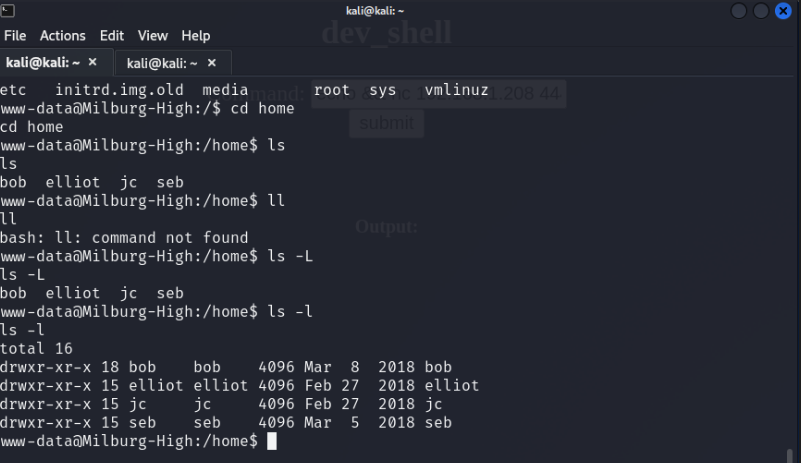 kali@kali: ~
File Actions Edit View Help
kali@kali: ~ × kali@kali: ~ ×
dev_shell
etc initrd.img.old media root sys vmlinuz
www-data@Milburg-High:/$ cd home
cd home
submit
www-data@Milburg-High:/home$ ls
ls
bob elliot jc seb
www-data@Milburg-High:/home$ ll
ll
Output:
bash: ll: command not found
www-data@Milburg-High:/home$ ls -L
ls -L
bob elliot jc seb
www-data@Milburg-High:/home$ ls -l
ls -l
total 16
drwxr-xr-x 18 bob bob 4096 Mar 8 2018 bob
drwxr-xr-x 15 elliot elliot 4096 Feb 27 2018 elliot
drwxr-xr-x 15 jc jc 4096 Feb 27 2018 jc
drwxr-xr-x 15 seb seb 4096 Mar 5 2018 seb
www-data@Milburg-High:/home$